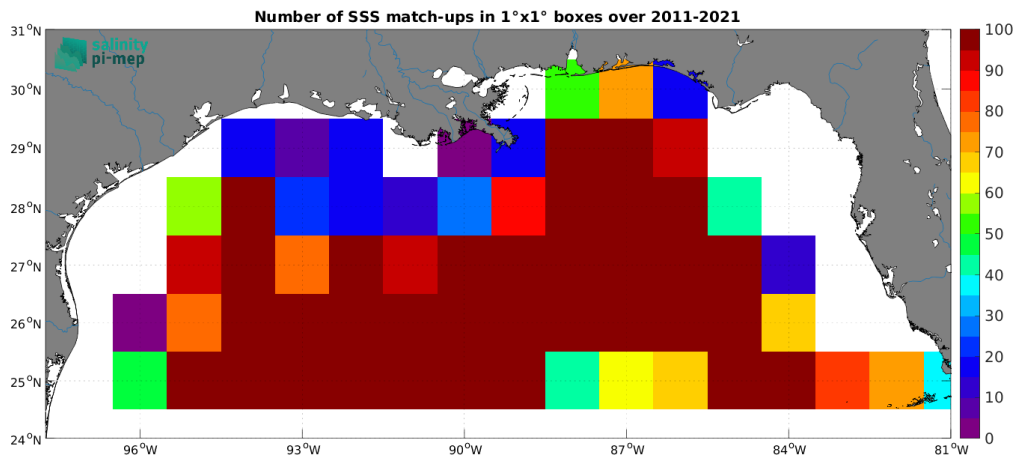 Number of SSS match-ups in 1°x1° boxes over 2011-2021
salinity
pi-mep
31°N
30°N
29°N
28°N
27°N
26°N
25°N
24°N
96°W 93°W 90°W 87°W 84°W 81°W
100
90
80
70
60
50
40
30
20
10
0